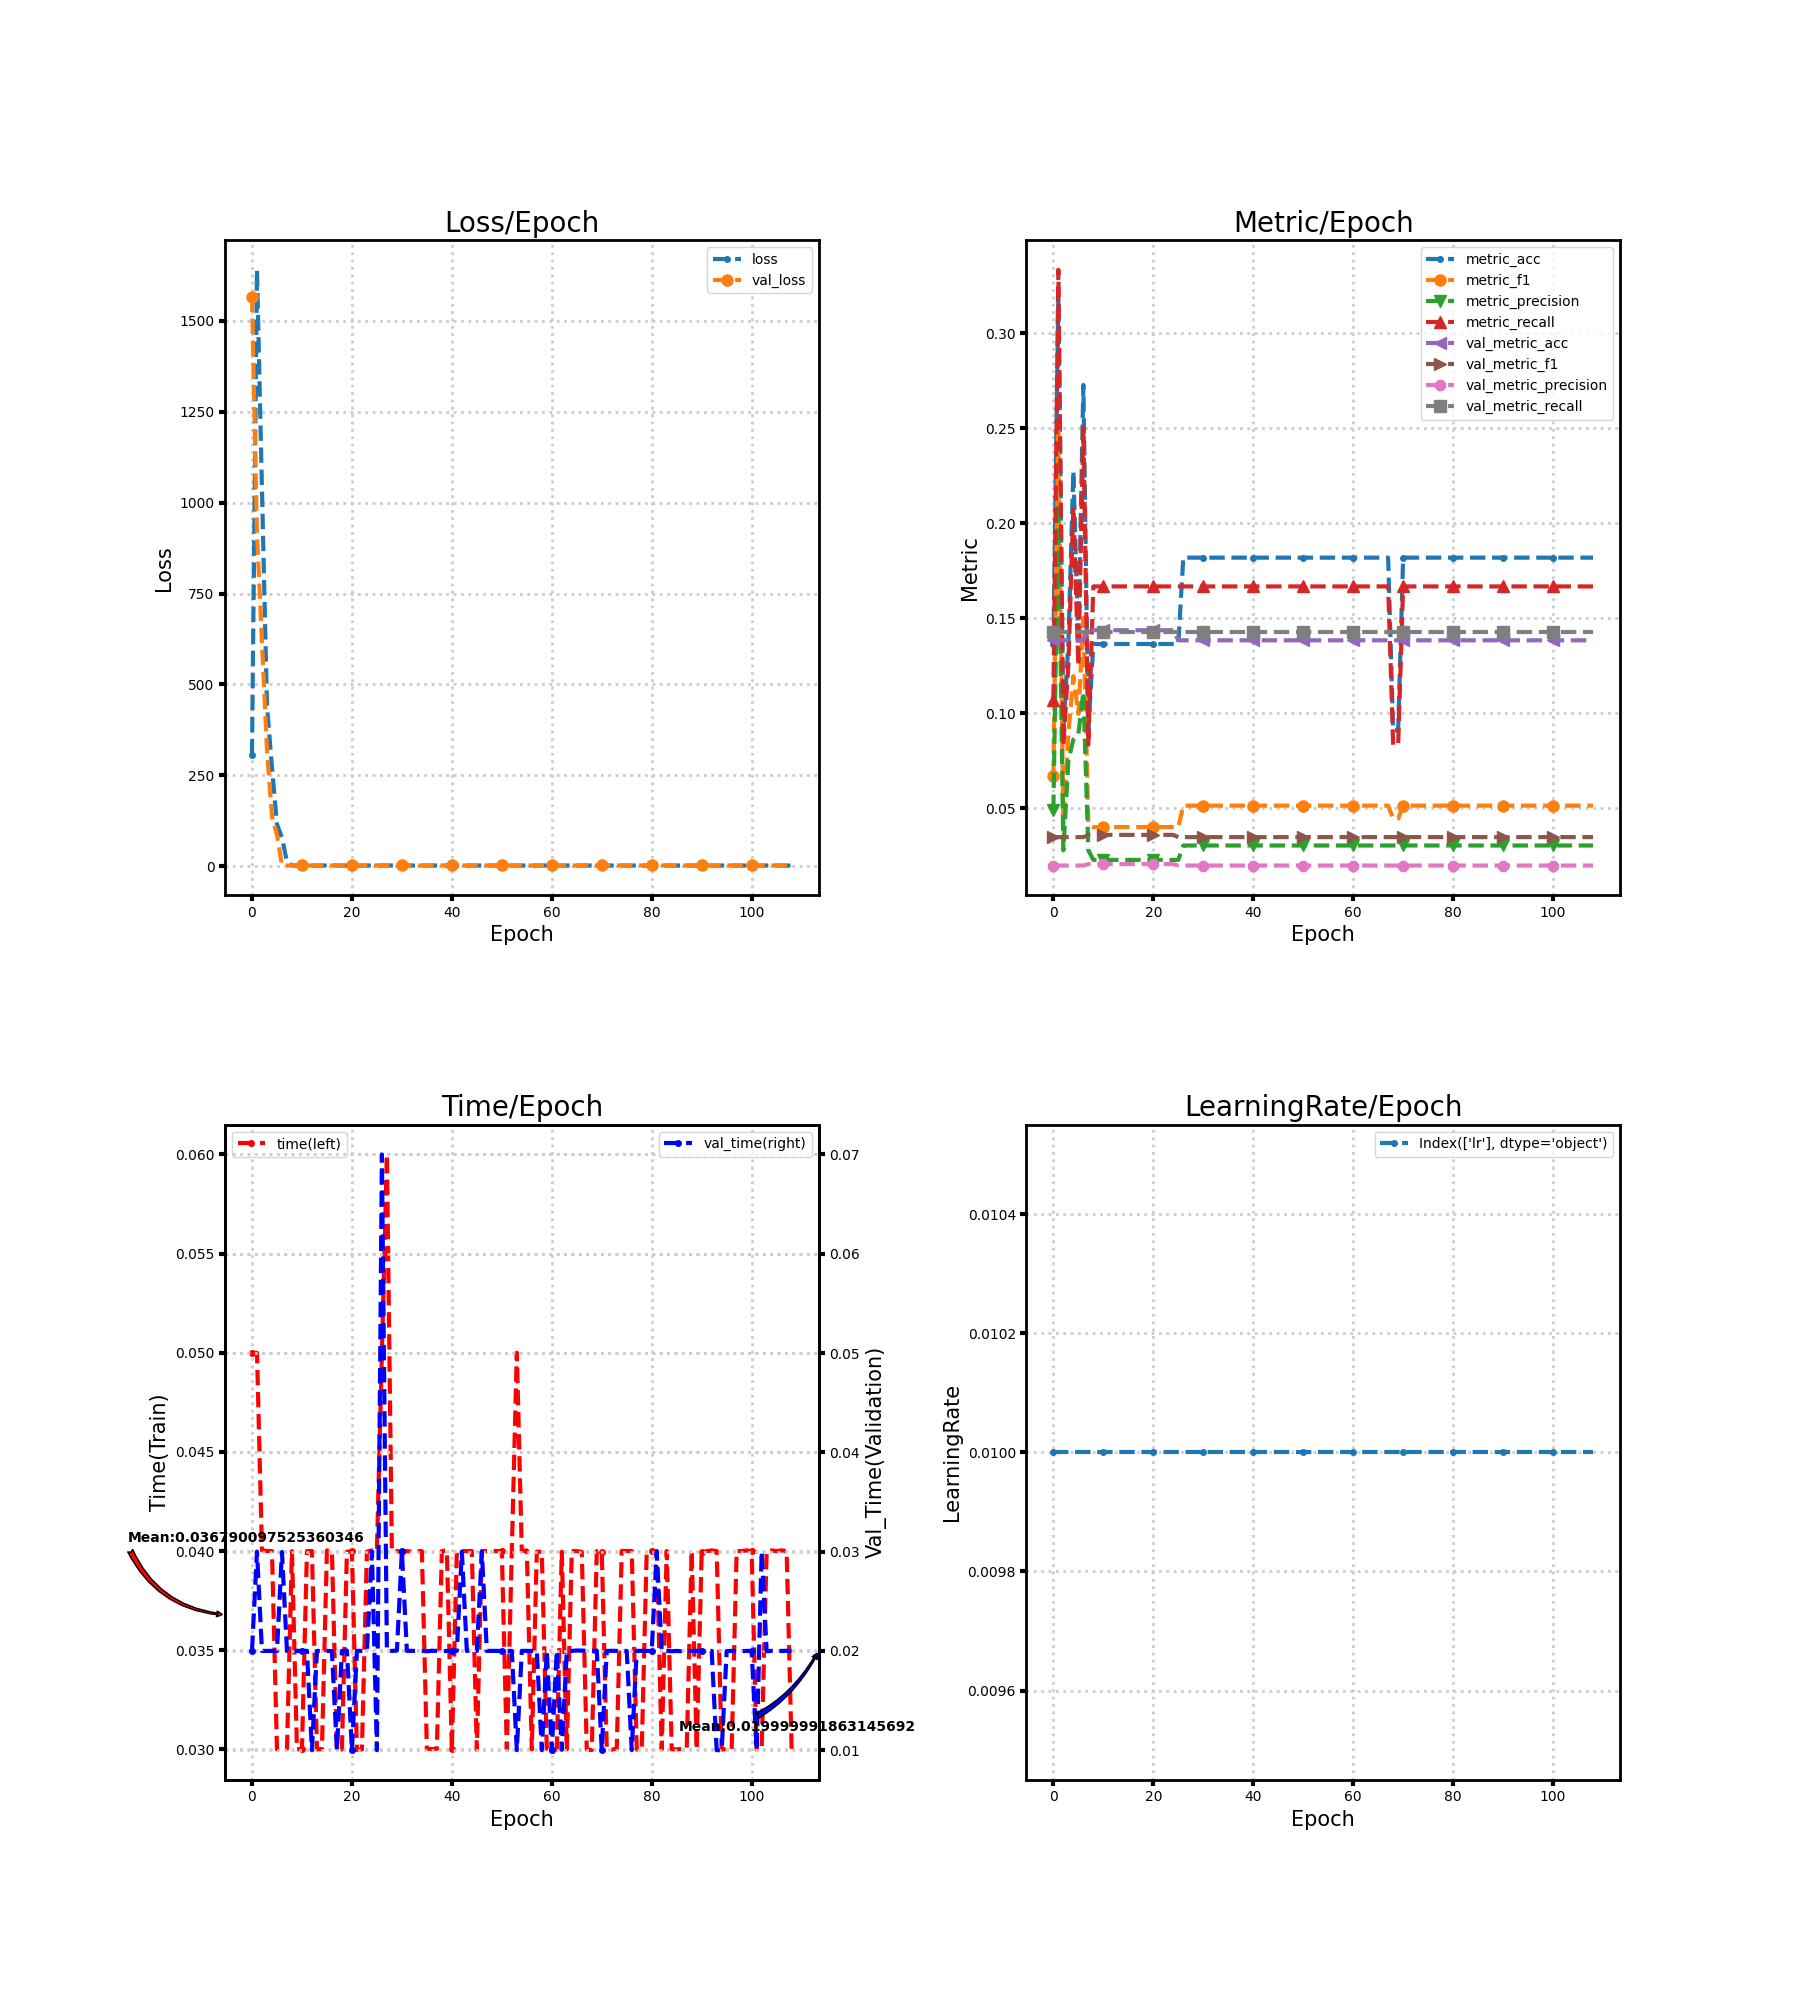 Loss/Epoch
loss
val_loss
1500
1250
1000
750
500
250
0
Loss
0 20 40 60 80 100
Epoch
Metric/Epoch
metric_acc
metric_f1
metric_precision
metric_recall
val_metric_acc
val_metric_f1
val_metric_precision
val_metric_recall
0.30
0.25
0.20
0.15
0.10
0.05
Metric
0 20 40 60 80 100
Epoch
Time/Epoch
time(left)
val_time(right)
0.060
0.055
0.050
0.045
0.040
0.035
0.030
Time(Train)
Mean:0.036790097525360346
0.07
0.06
0.05
0.04
0.03
0.02
0.01
Val_Time(Validation)
Mean:0.019999991863145692
0 20 40 60 80 100
Epoch
LearningRate/Epoch
Index(['lr'], dtype='object')
0.0104
0.0102
0.0100
0.0098
0.0096
LearningRate
0 20 40 60 80 100
Epoch